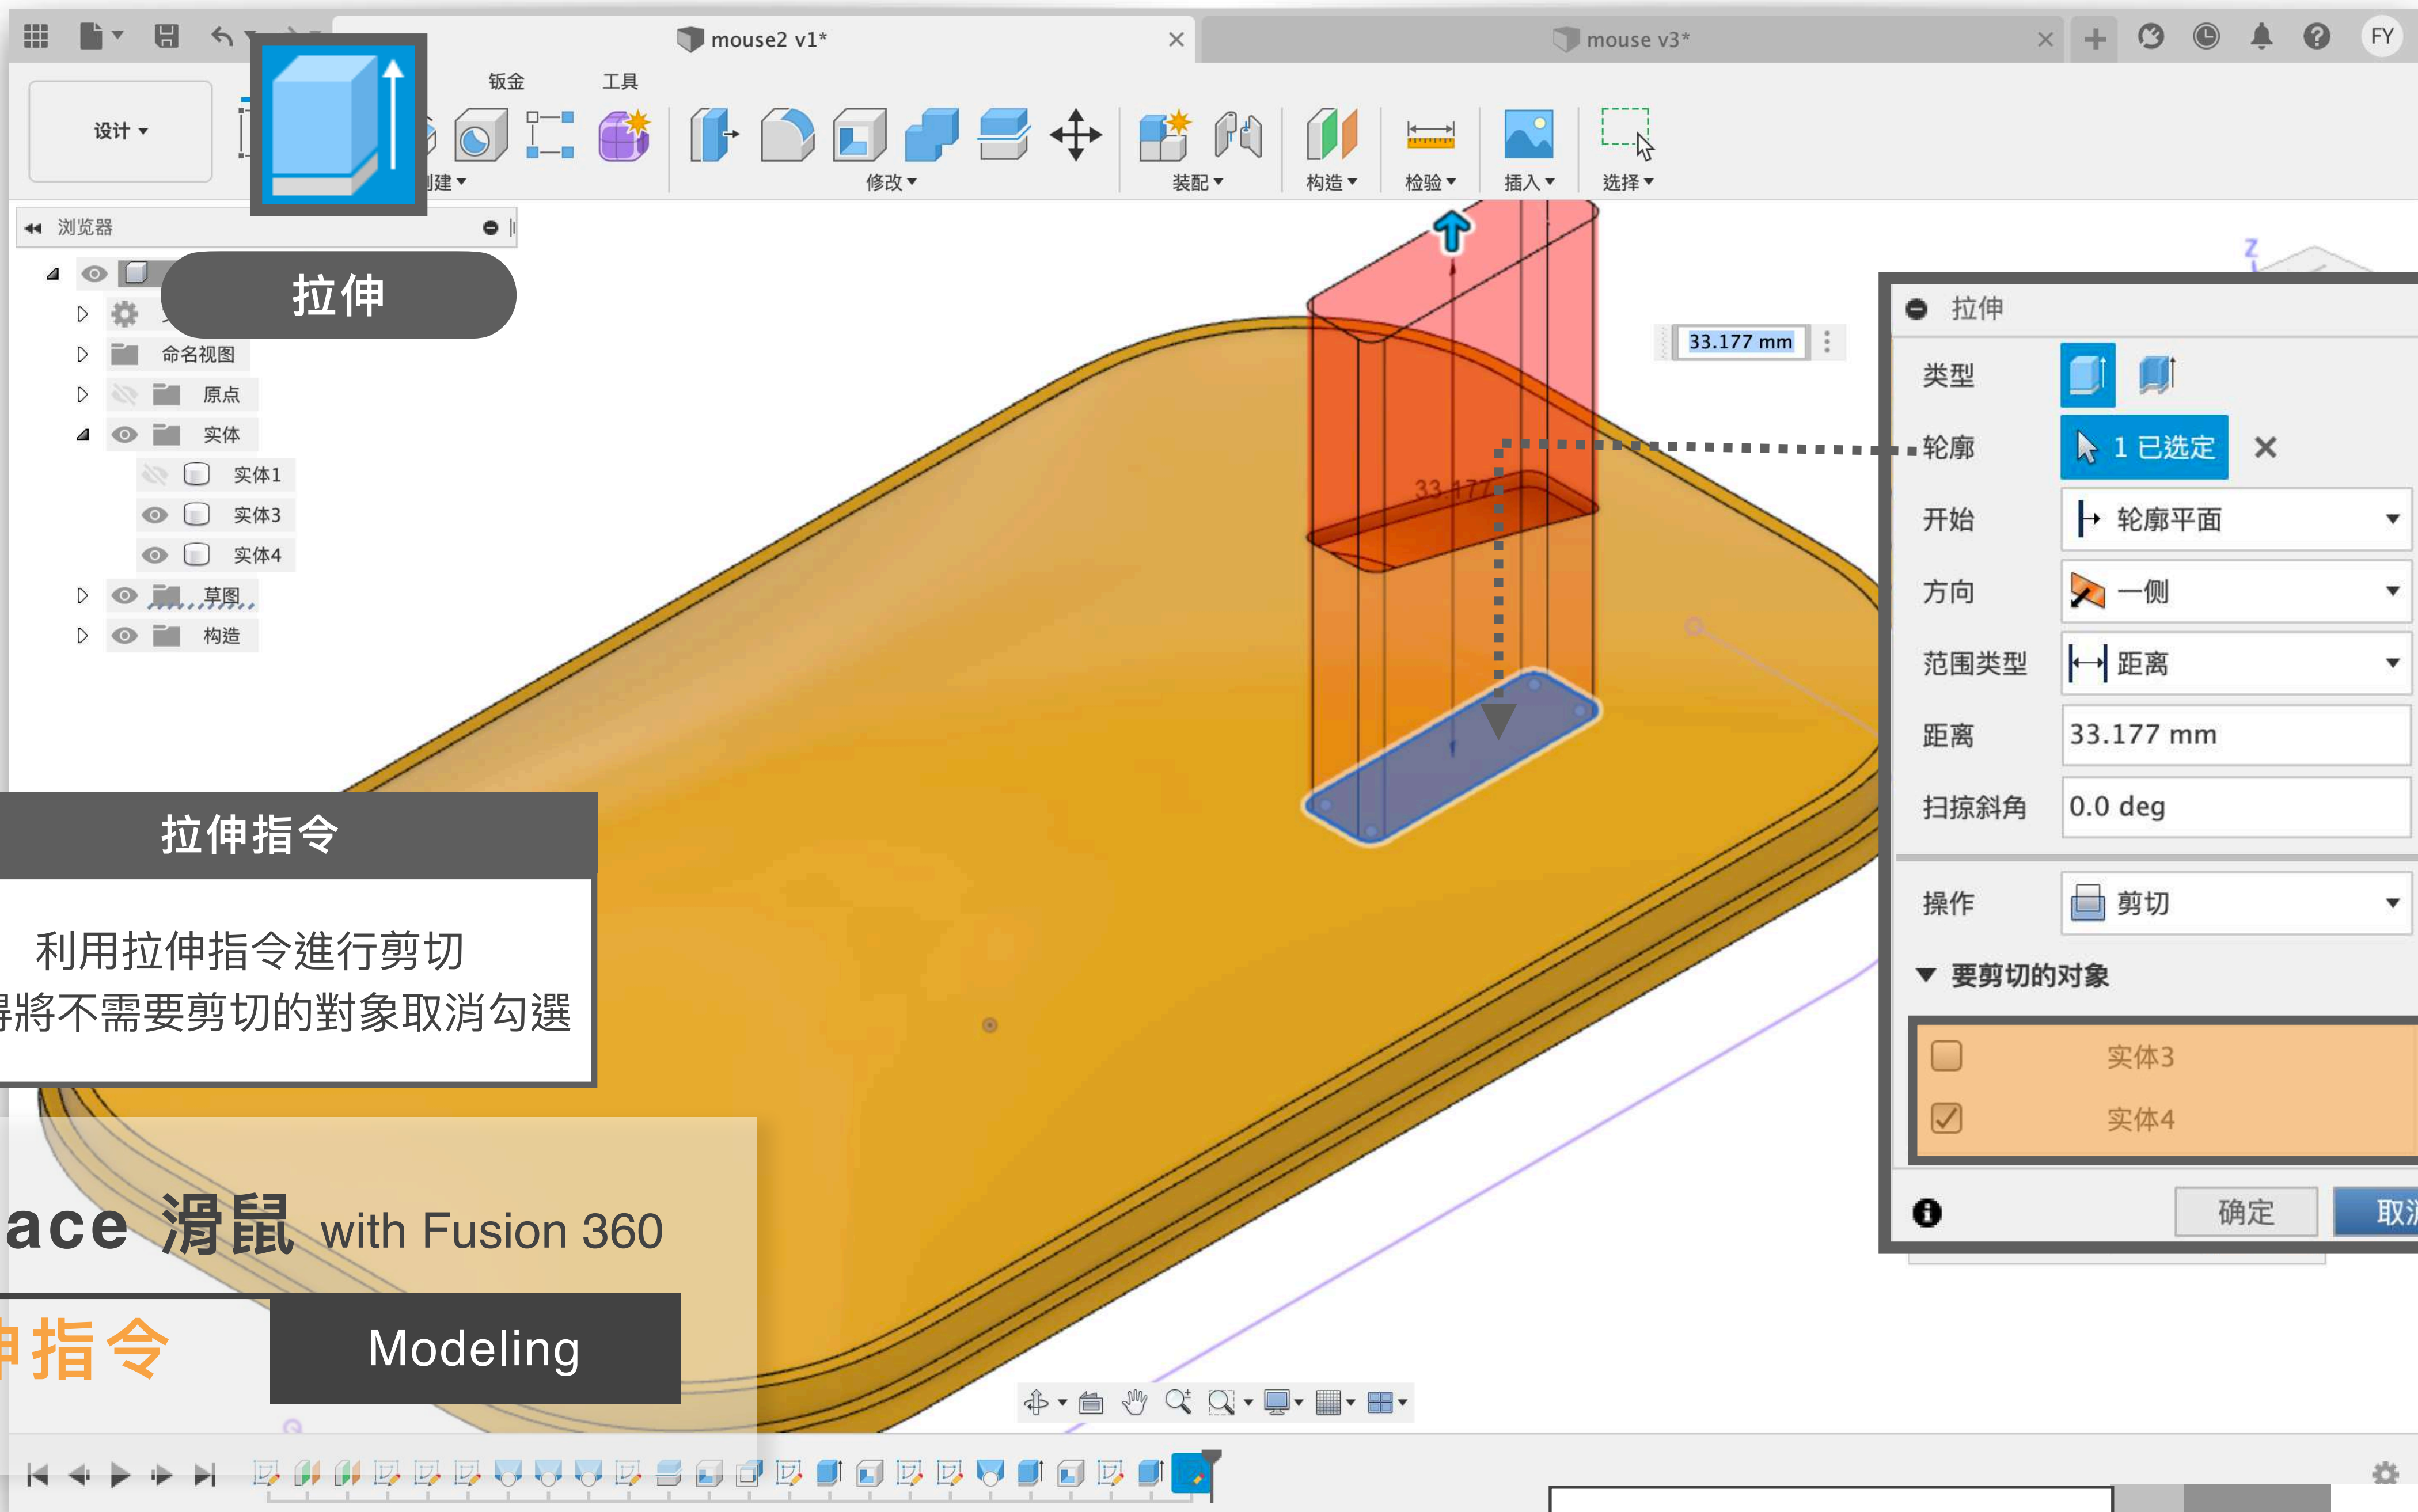 mouse2 v1*
mouse v3*
FY
钣金
工具
设计
修改
装配
构造
检验
插入
选择
浏览器
拉伸
命名视图
原点
实体
实体1
实体3
实体4
草图
构造
33.177 mm
33.177
Z
拉伸
类型
轮廓
1 已选定
开始
轮廓平面
方向
一侧
范围类型
距离
距离
33.177 mm
扫掠斜角
0.0 deg
操作
剪切
要剪切的对象
实体3
实体4
确定
拉伸指令
利用拉伸指令進行剪切
將不需要剪切的對象取消勾選
滑鼠 with Fusion 360
指令
Modeling